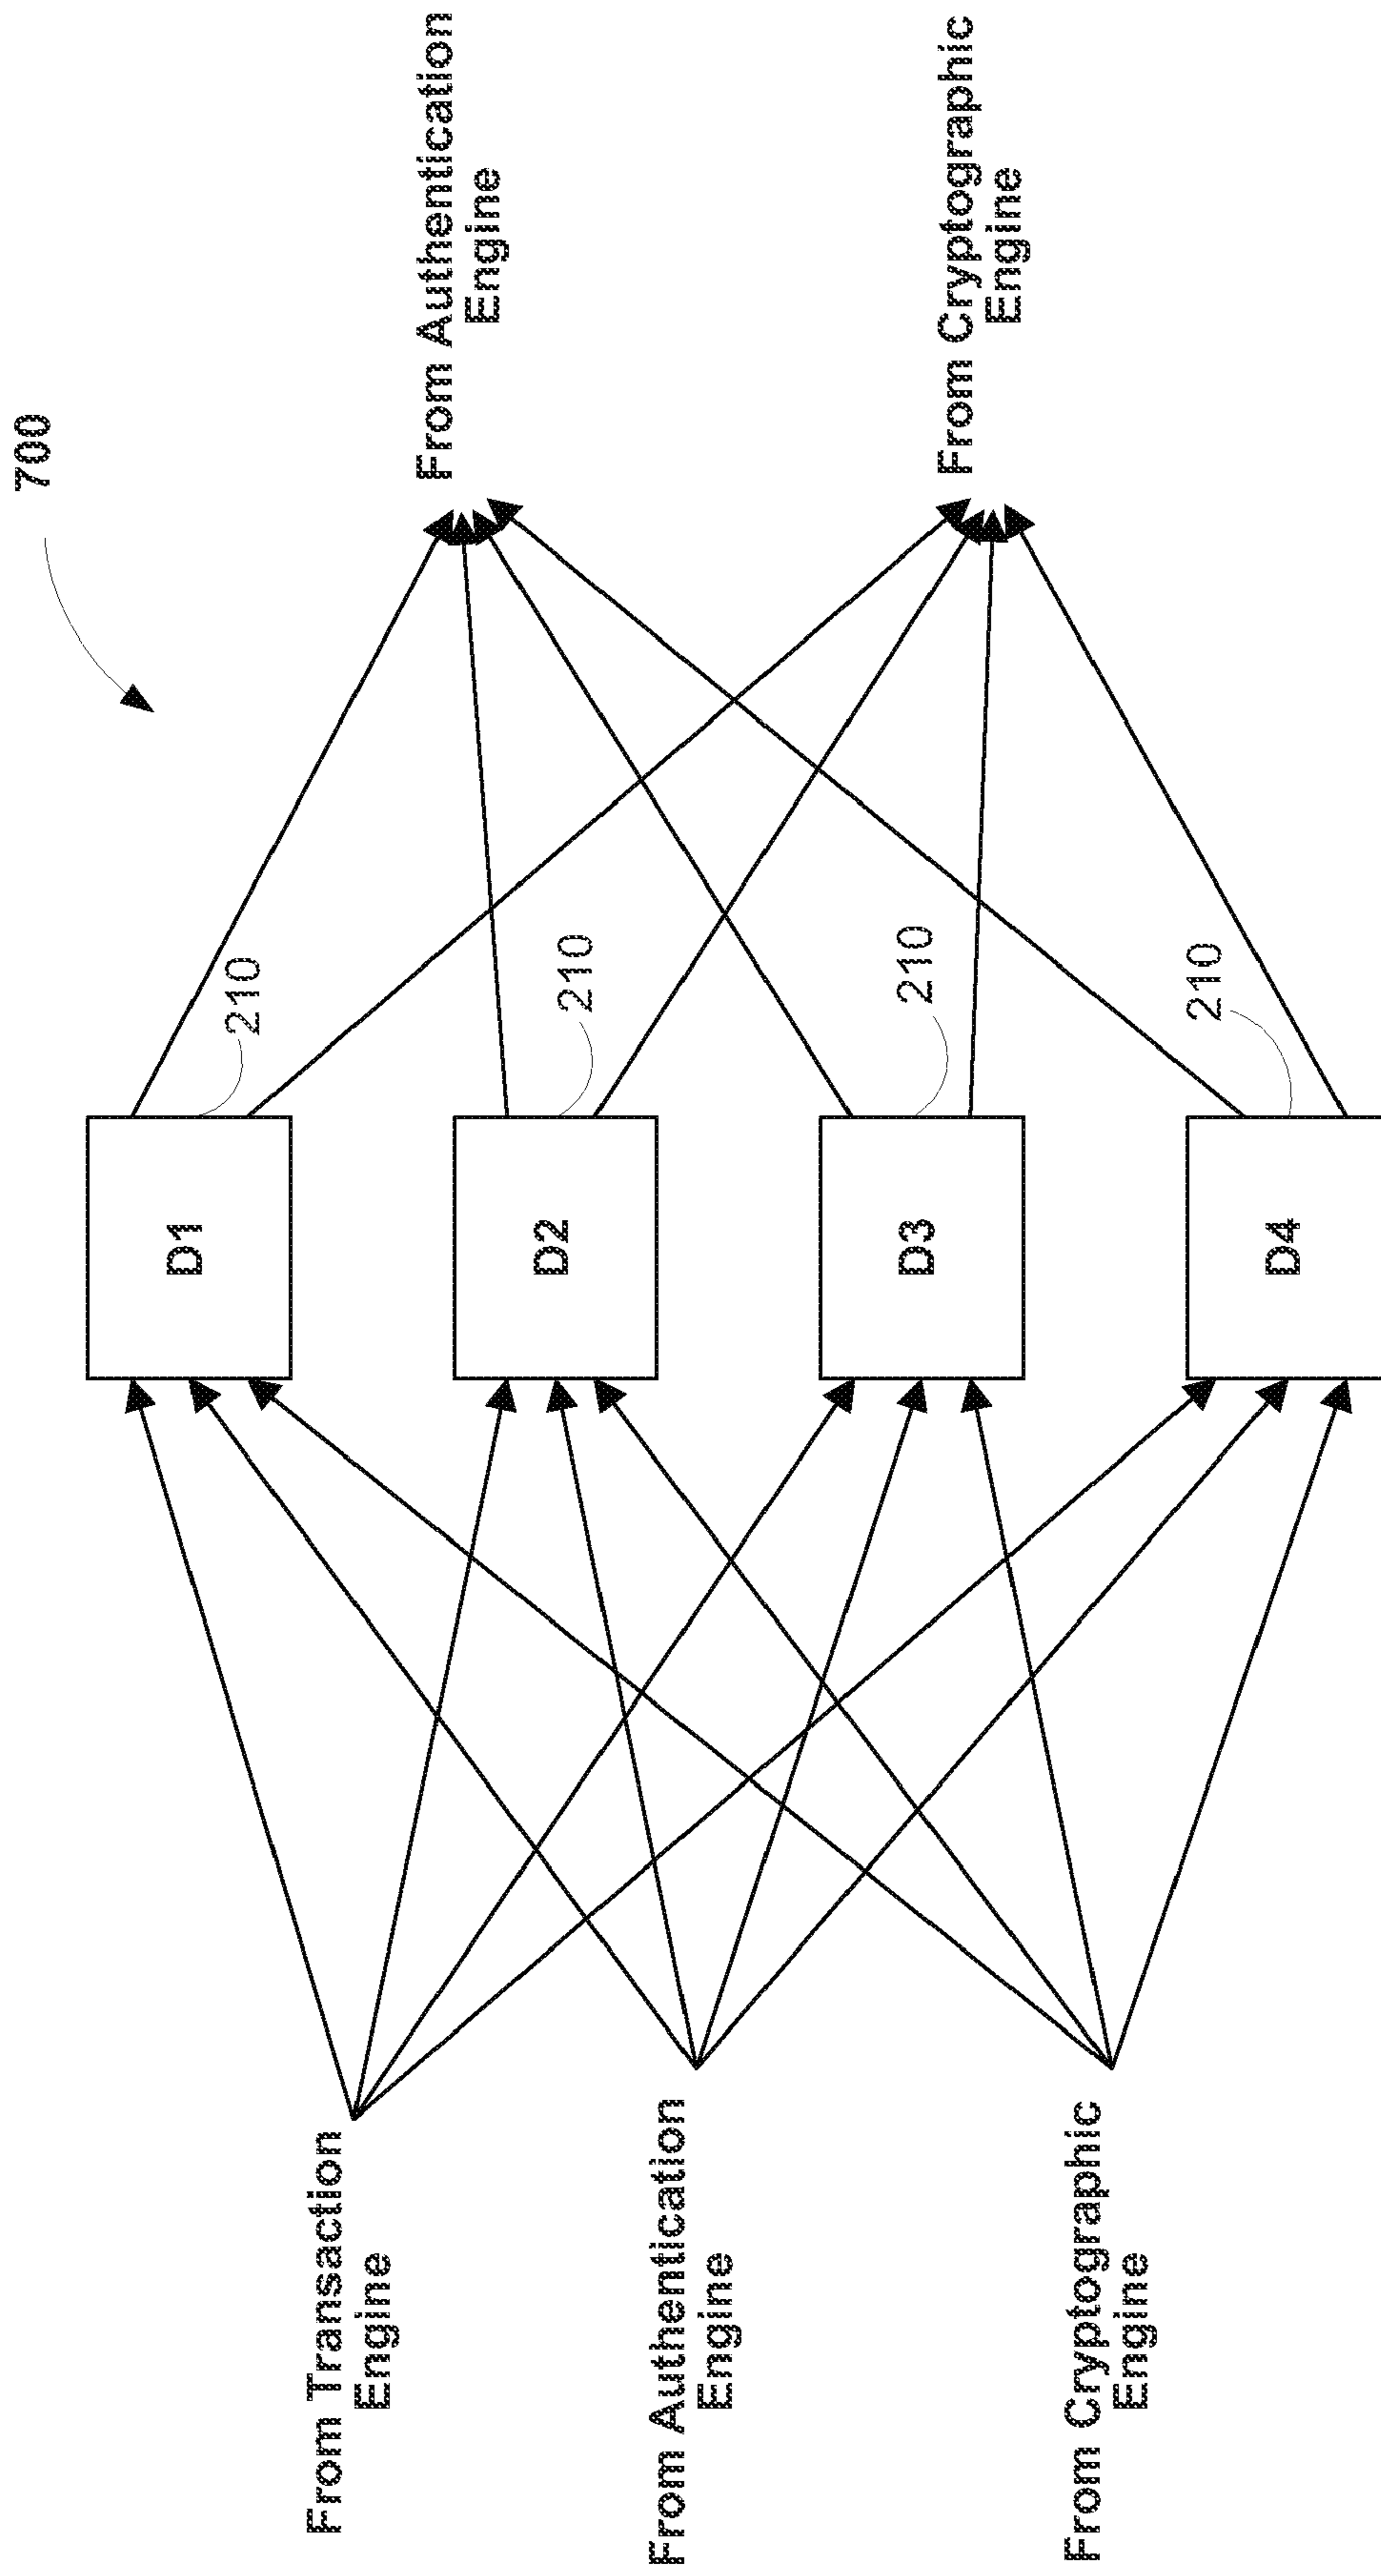 700
From Transaction
Engine
From Authentication
Engine
From Cryptographic
Engine
D1
210
D2
210
D3
210
D4
210
From Authentication
Engine
From Cryptographic
Engine